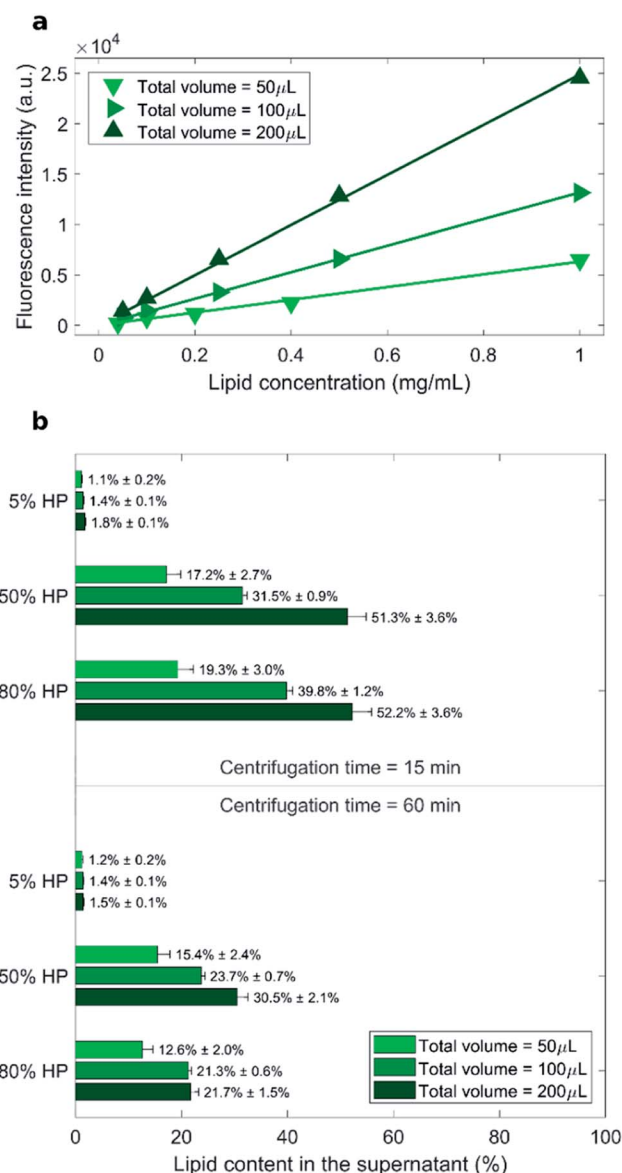 a
×10⁴
Fluorescence intensity (a.u.)
2.5
2
1.5
1
0.5
0
Total volume = 50μL
Total volume = 100μL
Total volume = 200μL
0
0.2
0.4
0.6
0.8
1
Lipid concentration (mg/mL)
b
5% HP
1.1% ± 0.2%
1.4% ± 0.1%
1.8% ± 0.1%
50% HP
17.2% ± 2.7%
31.5% ± 0.9%
51.3% ± 3.6%
80% HP
19.3% ± 3.0%
39.8% ± 1.2%
52.2% ± 3.6%
Centrifugation time = 15 min
Centrifugation time = 60 min
5% HP
1.2% ± 0.2%
1.4% ± 0.1%
1.5% ± 0.1%
50% HP
15.4% ± 2.4%
23.7% ± 0.7%
30.5% ± 2.1%
80% HP
12.6% ± 2.0%
21.3% ± 0.6%
21.7% ± 1.5%
Total volume = 50μL
Total volume = 100μL
Total volume = 200μL
0
20
40
60
80
100
Lipid content in the supernatant (%)